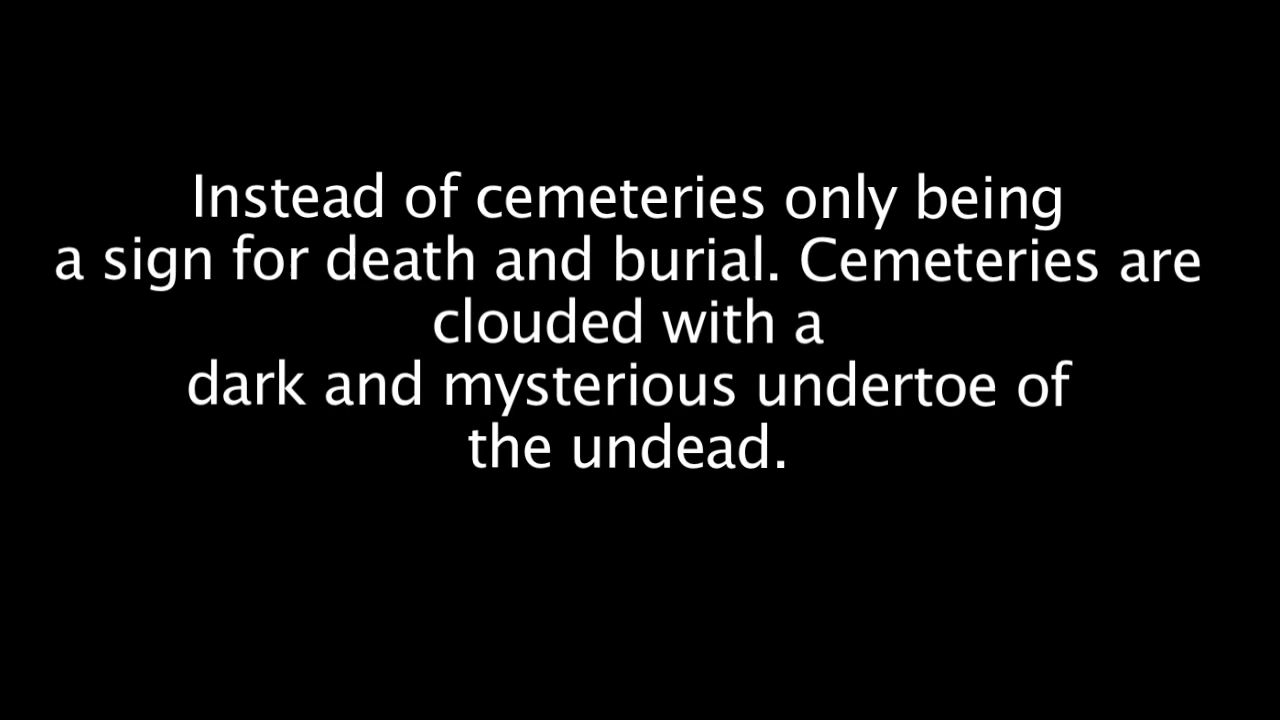 Instead of cemeteries only being
a sign for death and burial. Cemeteries are
clouded with a
dark and mysterious undertoe of
the undead.